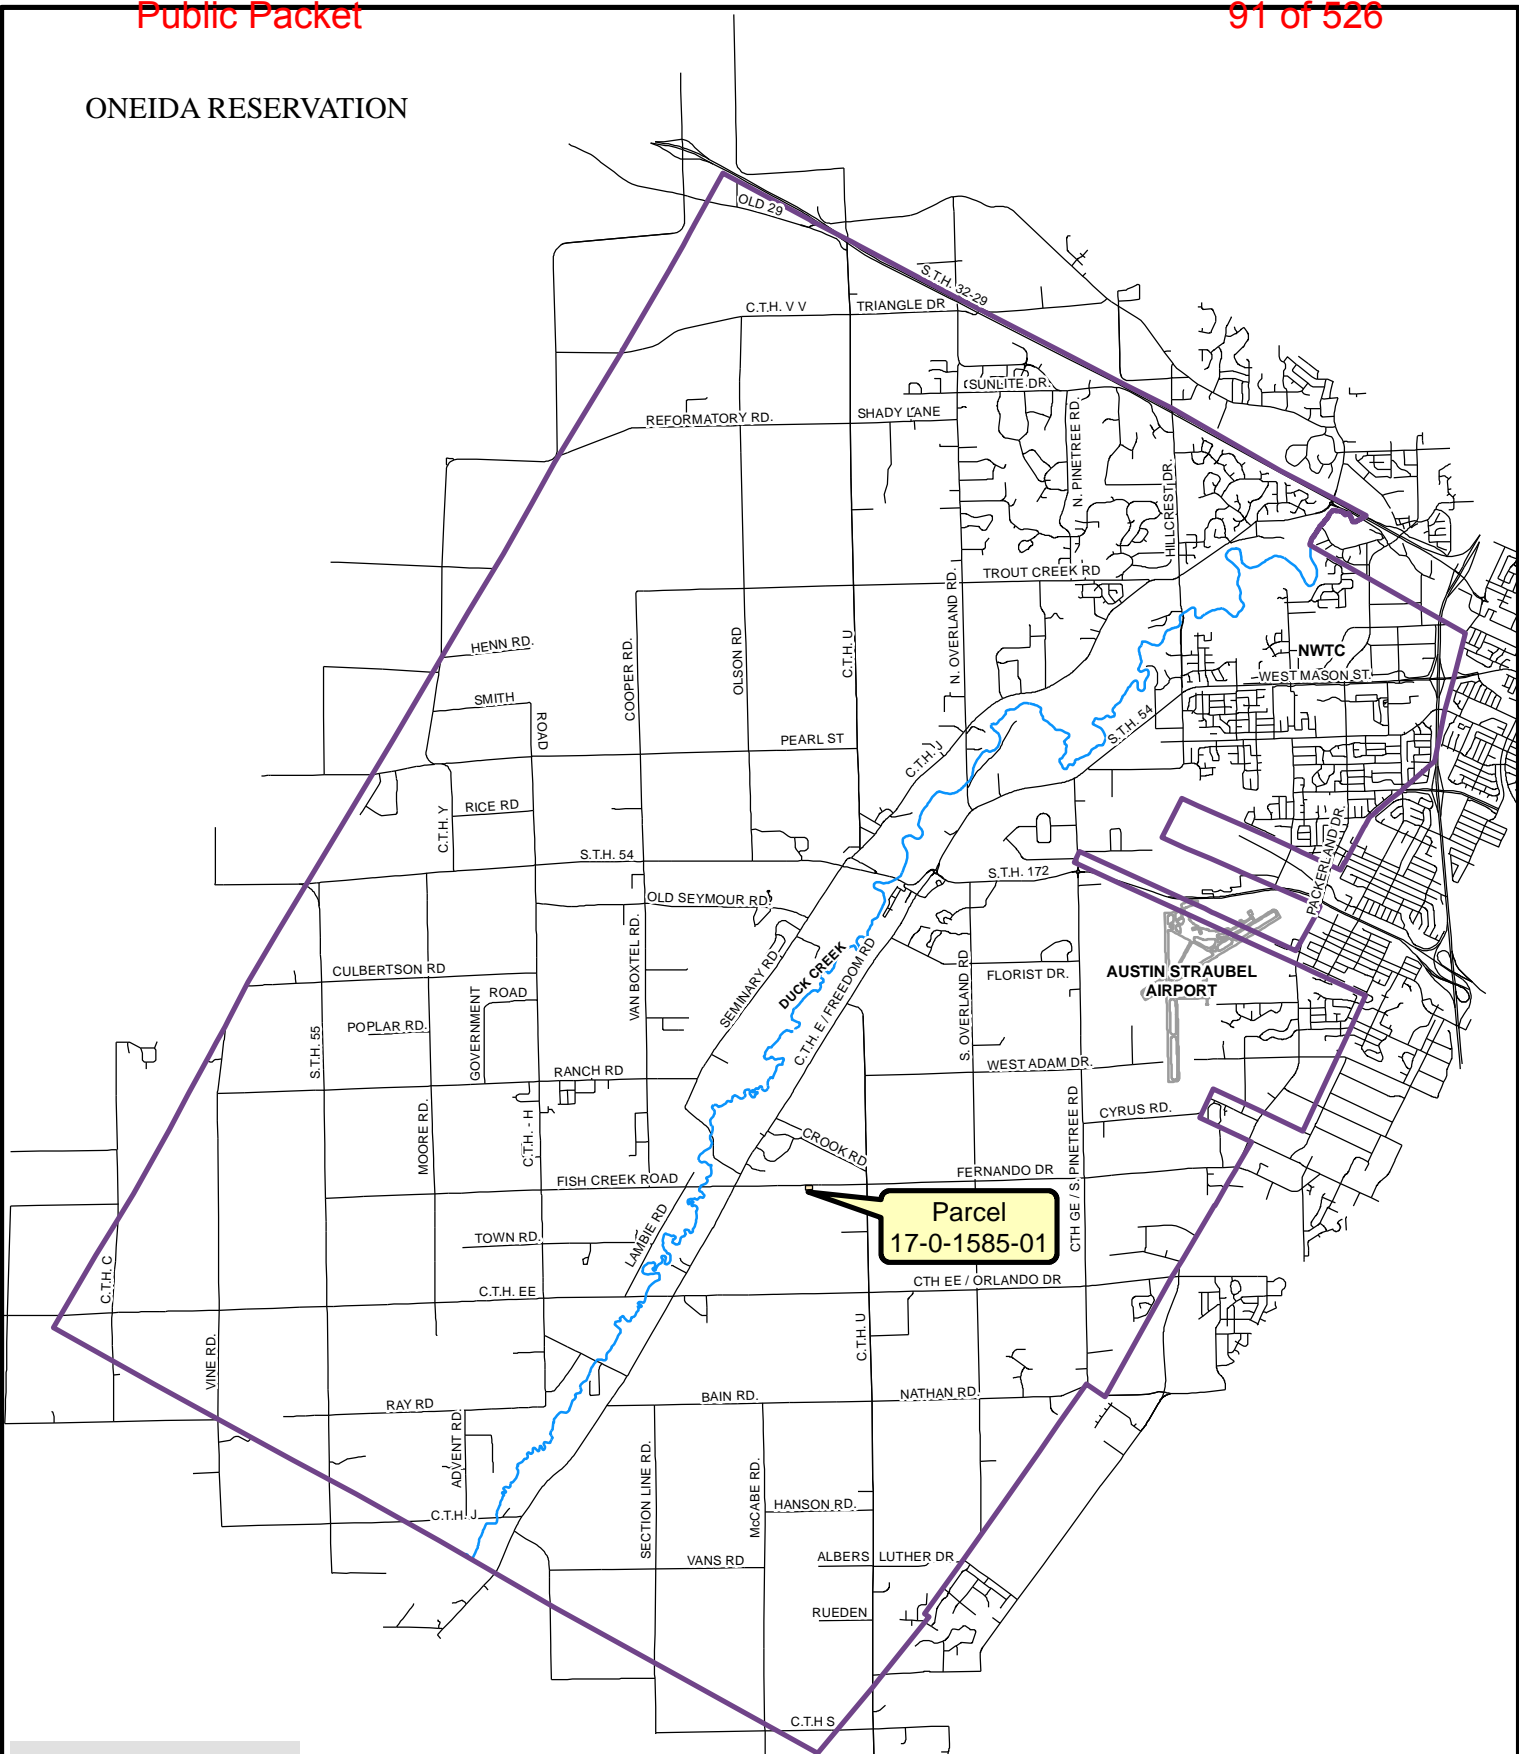 Public Packet
91 of 526
ONEIDA RESERVATION
OLD 29
S.T.H. 32-29
C.T.H. V V
TRIANGLE DR
SUNLITE DR.
REFORMATORY RD.
SHADY LANE
N. PINETREE RD.
HILLCREST DR.
TROUT CREEK RD
N. OVERLAND RD.
HENN RD.
COOPER RD.
OLSON RD
C.T.H. U
NWTC
WEST MASON ST.
SMITH
ROAD
S.T.H. 54
PEARL ST
C.T.H. J
RICE RD
C.T.H. Y
PACKERLAND DR.
S.T.H. 54
S.T.H. 172
OLD SEYMOUR RD.
VAN BOXTEL RD.
SEMINARY RD.
DUCK CREEK
C.T.H. E / FREEDOM RD
S. OVERLAND RD
CULBERTSON RD
FLORIST DR.
AUSTIN STRAUBEL
AIRPORT
GOVERNMENT
ROAD
POPLAR RD.
S.T.H. 55
RANCH RD
WEST ADAM DR.
MOORE RD.
C.T.H. - H
CROOK RD
CYRUS RD.
CTH GE / S. PINETREE RD
FISH CREEK ROAD
FERNANDO DR
Parcel
17-0-1585-01
LAMBIE RD
TOWN RD.
C.T.H. C
C.T.H. EE
CTH EE / ORLANDO DR
VINE RD.
C.T.H. U
RAY RD
BAIN RD.
NATHAN RD.
ADVENT RD.
SECTION LINE RD.
McCABE RD.
HANSON RD.
C.T.H. J
VANS RD
ALBERS
LUTHER DR
RUEDEN
C.T.H S